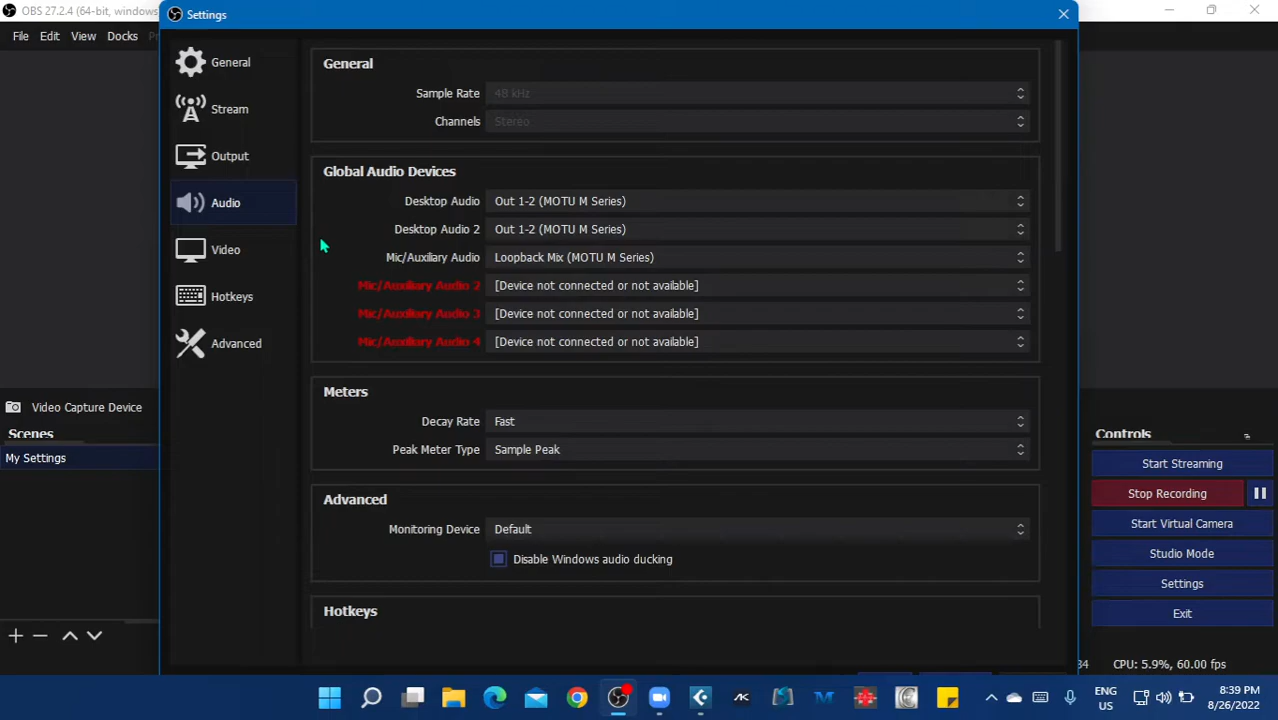 OBS 27.2.4 (64-bit, windows
Settings
File Edit View Docks
General
Stream
Output
Audio
Video
Hotkeys
Advanced
General
Sample Rate 48 kHz
Channels Stereo
Global Audio Devices
Desktop Audio Out 1-2 (MOTU M Series)
Desktop Audio 2 Out 1-2 (MOTU M Series)
Mic/Auxiliary Audio Loopback Mix (MOTU M Series)
Mic/Auxiliary Audio 2 [Device not connected or not available]
Mic/Auxiliary Audio 3 [Device not connected or not available]
Mic/Auxiliary Audio 4 [Device not connected or not available]
Meters
Decay Rate Fast
Peak Meter Type Sample Peak
Advanced
Monitoring Device Default
Disable Windows audio ducking
Hotkeys
Video Capture Device
Scenes
My Settings
Controls
Start Streaming
Stop Recording
Start Virtual Camera
Studio Mode
Settings
Exit
34 CPU: 5.9%, 60.00 fps
AK
ENG
US
8:39 PM
8/26/2022